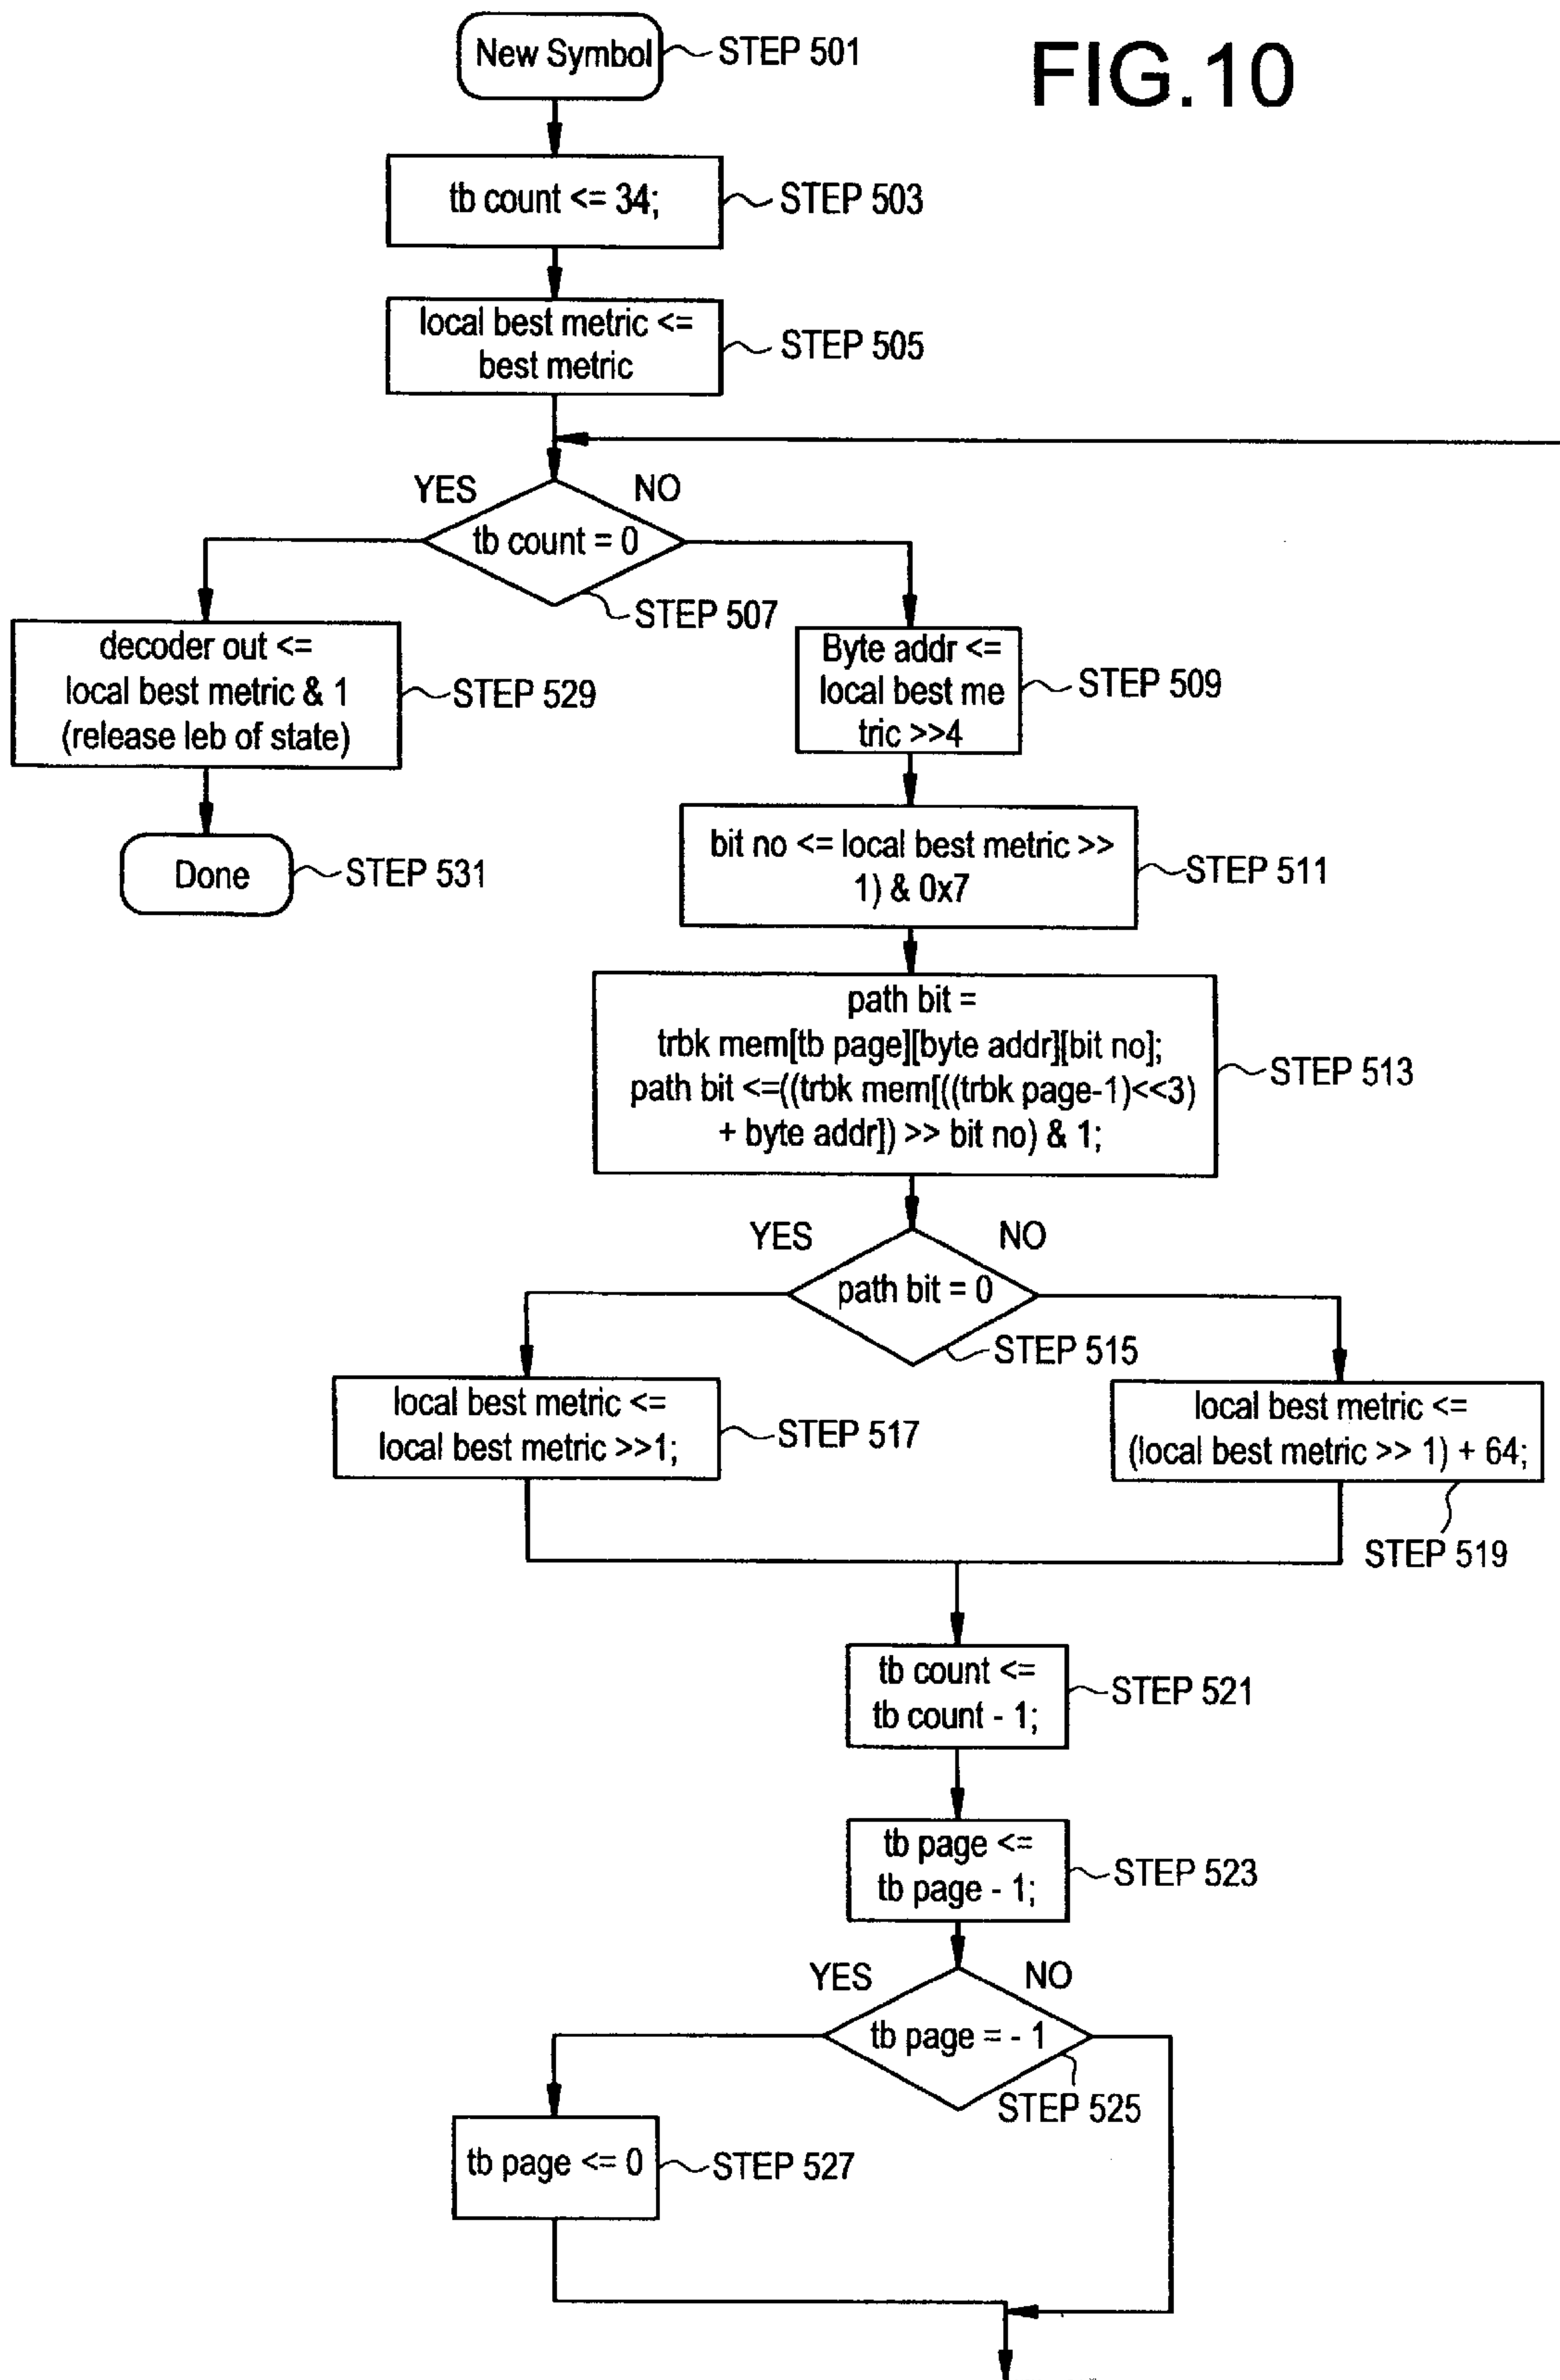 FIG.10
New Symbol
STEP 501
tb count <= 34;
STEP 503
local best metric <=
best metric
STEP 505
YES
NO
tb count = 0
STEP 507
decoder out <=
local best metric & 1
(release leb of state)
STEP 529
Done
STEP 531
Byte addr <=
local best me
tric >>4
STEP 509
bit no <= local best metric >>
1) & 0x7
STEP 511
path bit =
trbk mem[tb page][byte addr][bit no];
path bit <=((trbk mem[((trbk page-1)<<3)
+ byte addr]) >> bit no) & 1;
STEP 513
YES
NO
path bit = 0
STEP 515
local best metric <=
local best metric >>1;
STEP 517
local best metric <=
(local best metric >> 1) + 64;
STEP 519
tb count <=
tb count - 1;
STEP 521
tb page <=
tb page - 1;
STEP 523
YES
NO
tb page = - 1
STEP 525
tb page <= 0
STEP 527